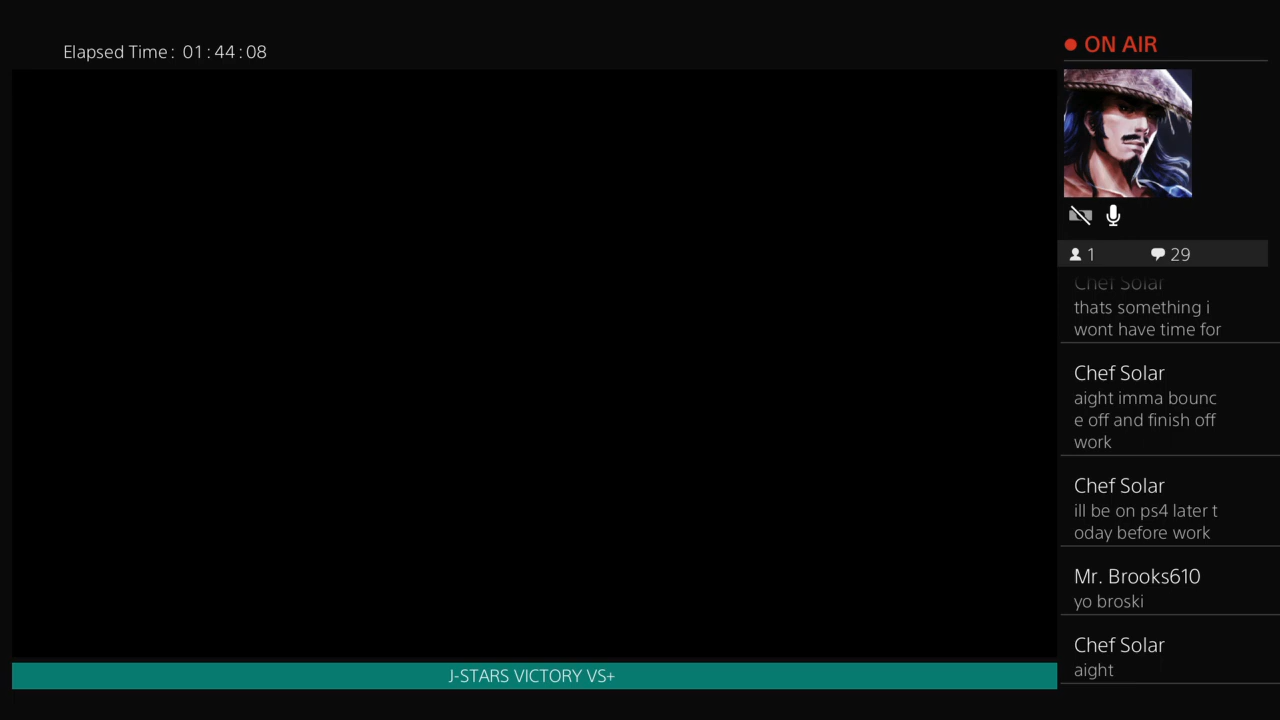 Elapsed Time: 01:44:08
ON AIR
1 29
Chef Solar
thats something i
wont have time for
Chef Solar
aight imma bounc
e off and finish off
work
Chef Solar
ill be on ps4 later t
oday before work
Mr. Brooks610
yo broski
Chef Solar
aight
J-STARS VICTORY VS+